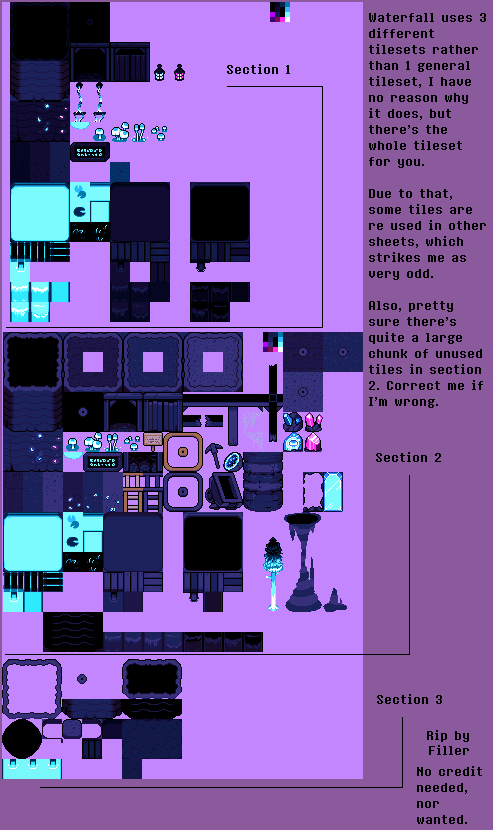 Waterfall uses 3
different
tilesets rather
than 1 general
tileset, I have
no reason why
it does, but
there's the
whole tileset
for you.
Due to that,
some tiles are
re used in other
sheets, which
strikes me as
very odd.
Also, pretty
sure there's
quite a large
chunk of unused
tiles in section
2. Correct me if
I'm wrong.
Section 1
Section 2
Section 3
Rip by
Filler
No credit
needed,
nor
wanted.